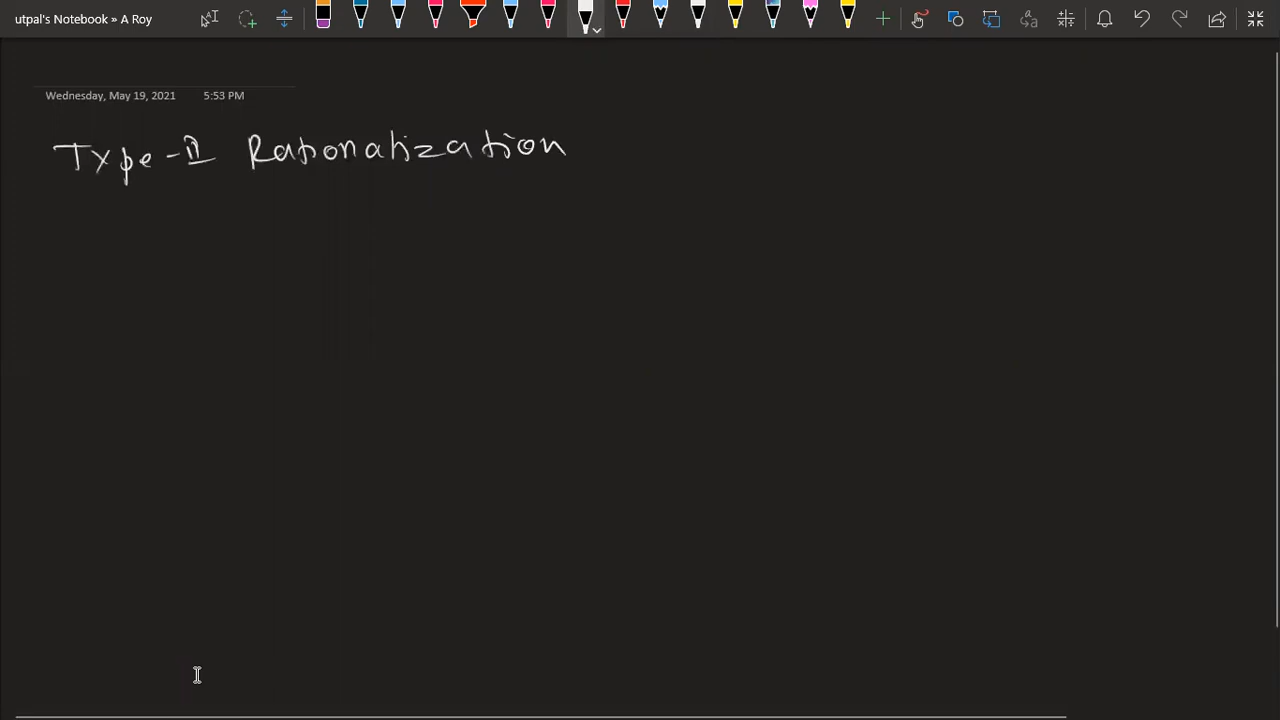 utpal's Notebook » A Roy
Wednesday, May 19, 2021 5:53 PM
Type-II Rationalization